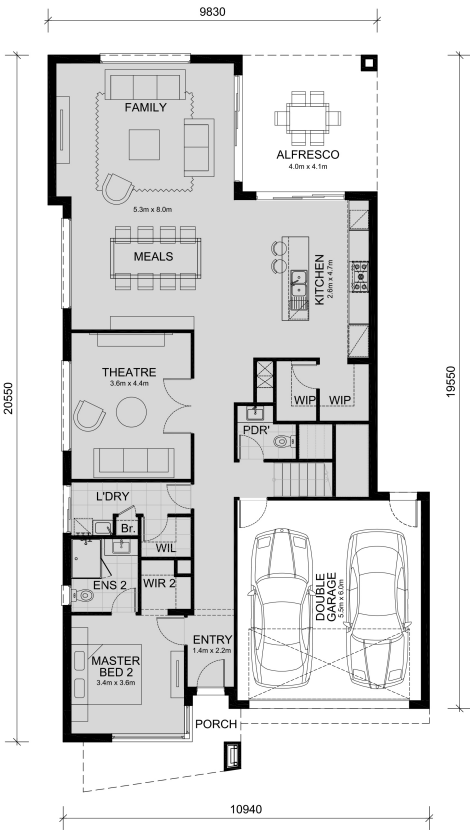 9830
FAMILY
ALFRESCO
4.0m x 4.1m
5.3m x 8.0m
MEALS
KITCHEN
2.6m x 4.7m
20550
19550
THEATRE
3.6m x 4.4m
WIP
WIP
PDR'
L'DRY
Br.
WIL
ENS 2
WIR 2
DOUBLE
GARAGE
5.5m x 6.0m
ENTRY
1.4m x 2.2m
MASTER
BED 2
3.4m x 3.6m
PORCH
10940